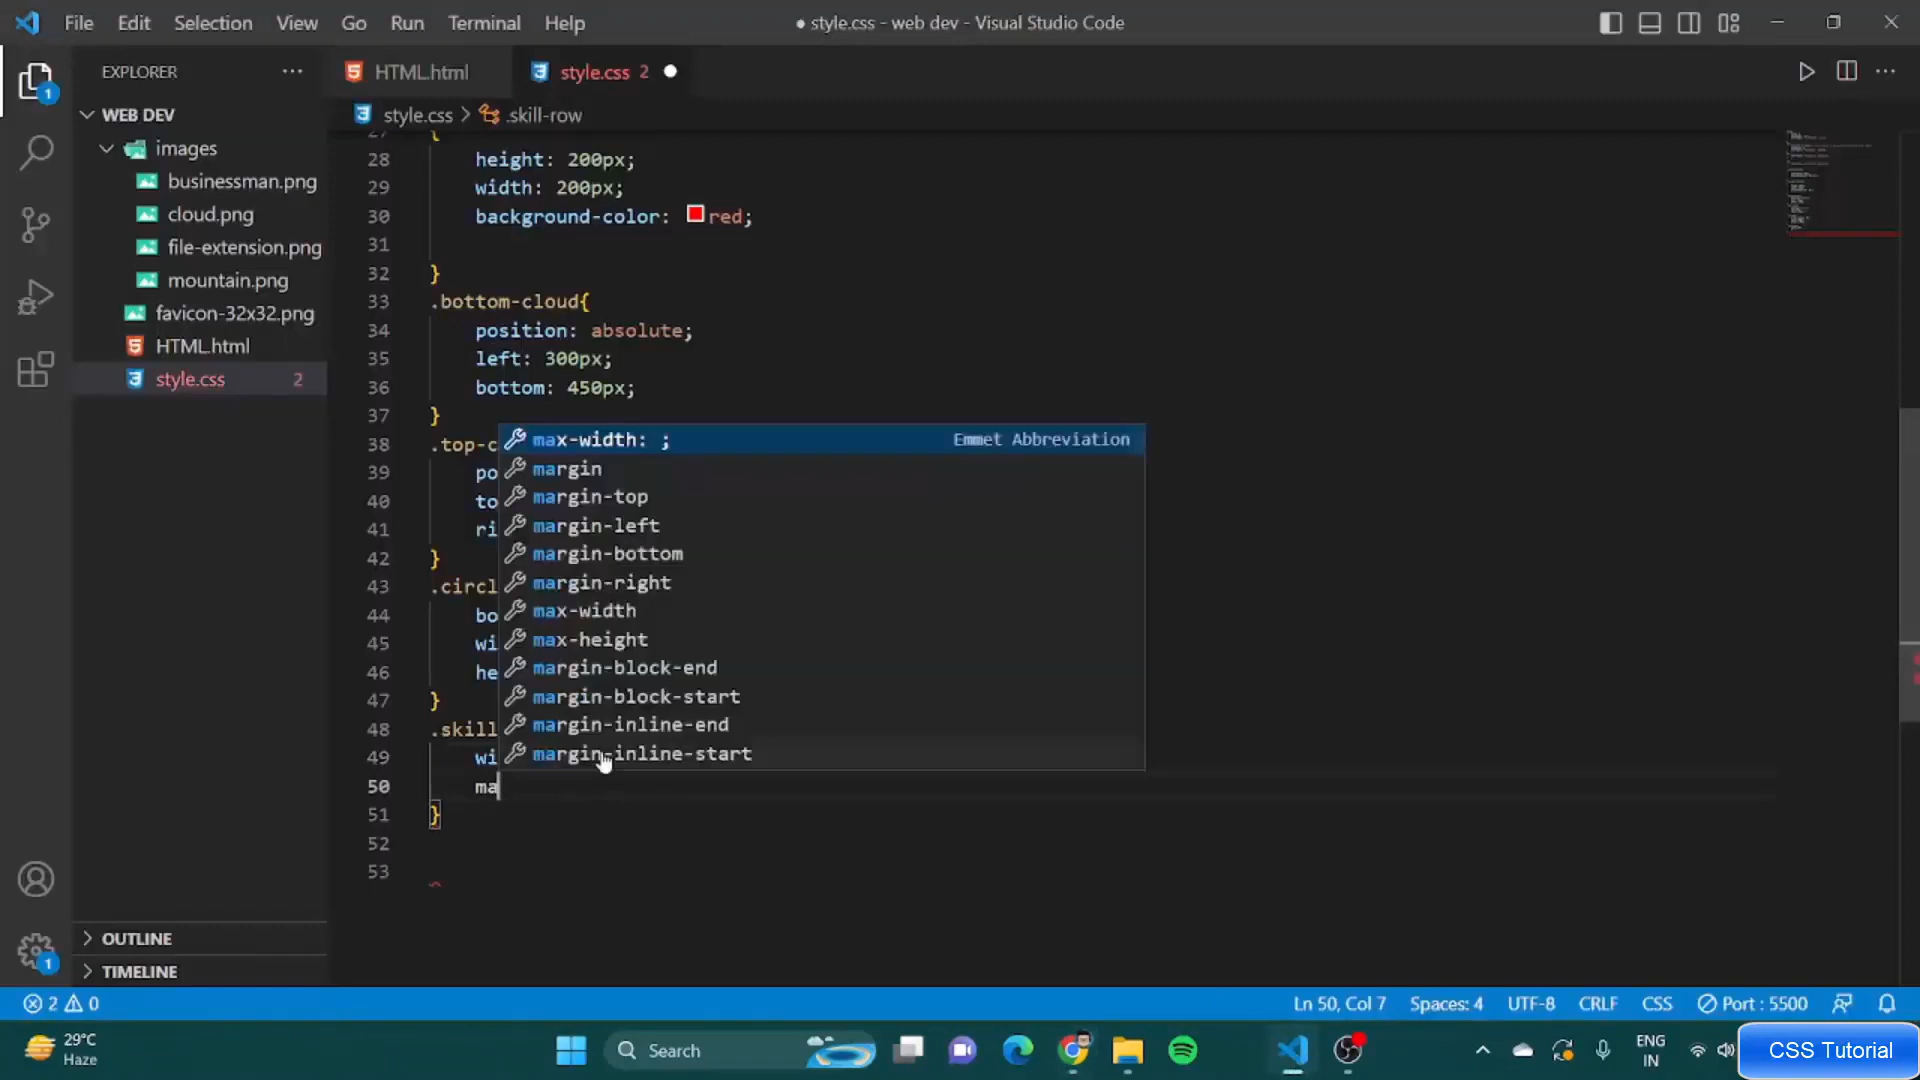 File Edit Selection View Go Run Terminal Help
● style.css - web dev - Visual Studio Code
EXPLORER
HTML.html
style.css 2
style.css > .skill-row
1
WEB DEV
images
businessman.png
cloud.png
file-extension.png
mountain.png
favicon-32x32.png
HTML.html
style.css 2
27 {
28 height: 200px;
29 width: 200px;
30 background-color: red;
31
32 }
33 .bottom-cloud{
34 position: absolute;
35 left: 300px;
36 bottom: 450px;
37 }
38 .top-c
39 po
40 to
41 ri
42 }
43 .circl
44 bo
45 wi
46 he
47 }
48 .skill
49 wi
50 ma
51 }
52
53
max-width: ; Emmet Abbreviation
margin
margin-top
margin-left
margin-bottom
margin-right
max-width
max-height
margin-block-end
margin-block-start
margin-inline-end
margin-inline-start
OUTLINE
1
TIMELINE
2 0
Ln 50, Col 7 Spaces: 4 UTF-8 CRLF CSS Port : 5500
29°C
Haze
Search
ENG
IN
CSS Tutorial